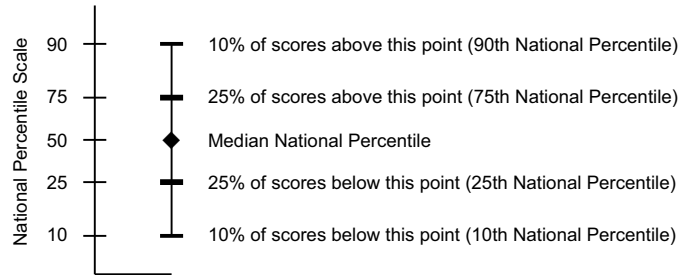 National Percentile Scale
90 10% of scores above this point (90th National Percentile)
75 25% of scores above this point (75th National Percentile)
50 Median National Percentile
25 25% of scores below this point (25th National Percentile)
10 10% of scores below this point (10th National Percentile)